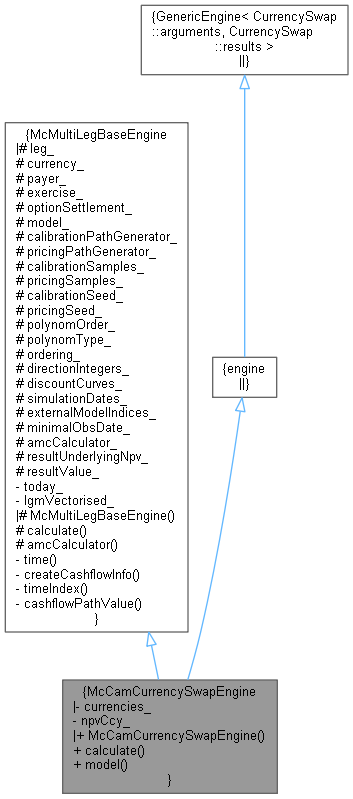 {GenericEngine< CurrencySwap
::arguments, CurrencySwap
::results >
||}
{McMultiLegBaseEngine
|# leg_
# currency_
# payer_
# exercise_
# optionSettlement_
# model_
# calibrationPathGenerator_
# pricingPathGenerator_
# calibrationSamples_
# pricingSamples_
# calibrationSeed_
# pricingSeed_
# polynomOrder_
# polynomType_
# ordering_
# directionIntegers_
# discountCurves_
# simulationDates_
# externalModelIndices_
# minimalObsDate_
# amcCalculator_
# resultUnderlyingNpv_
# resultValue_
- today_
- lgmVectorised_
|# McMultiLegBaseEngine()
# calculate()
# amcCalculator()
- time()
- createCashflowInfo()
- timeIndex()
- cashflowPathValue()
}
{engine
||}
{McCamCurrencySwapEngine
|- currencies_
- npvCcy_
|+ McCamCurrencySwapEngine()
+ calculate()
+ model()
}